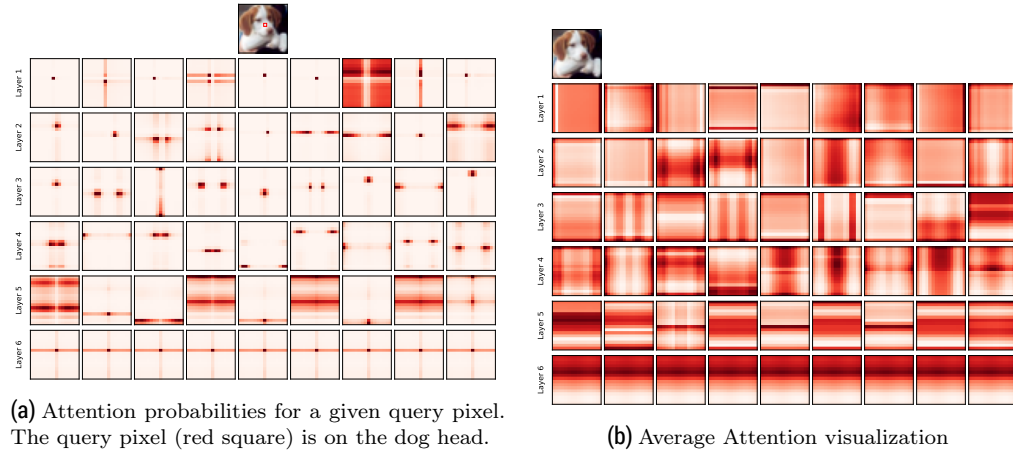 Layer 1
Layer 2
Layer 3
Layer 4
Layer 5
Layer 6
(a) Attention probabilities for a given query pixel.
The query pixel (red square) is on the dog head.
Layer 1
Layer 2
Layer 3
Layer 4
Layer 5
Layer 6
(b) Average Attention visualization